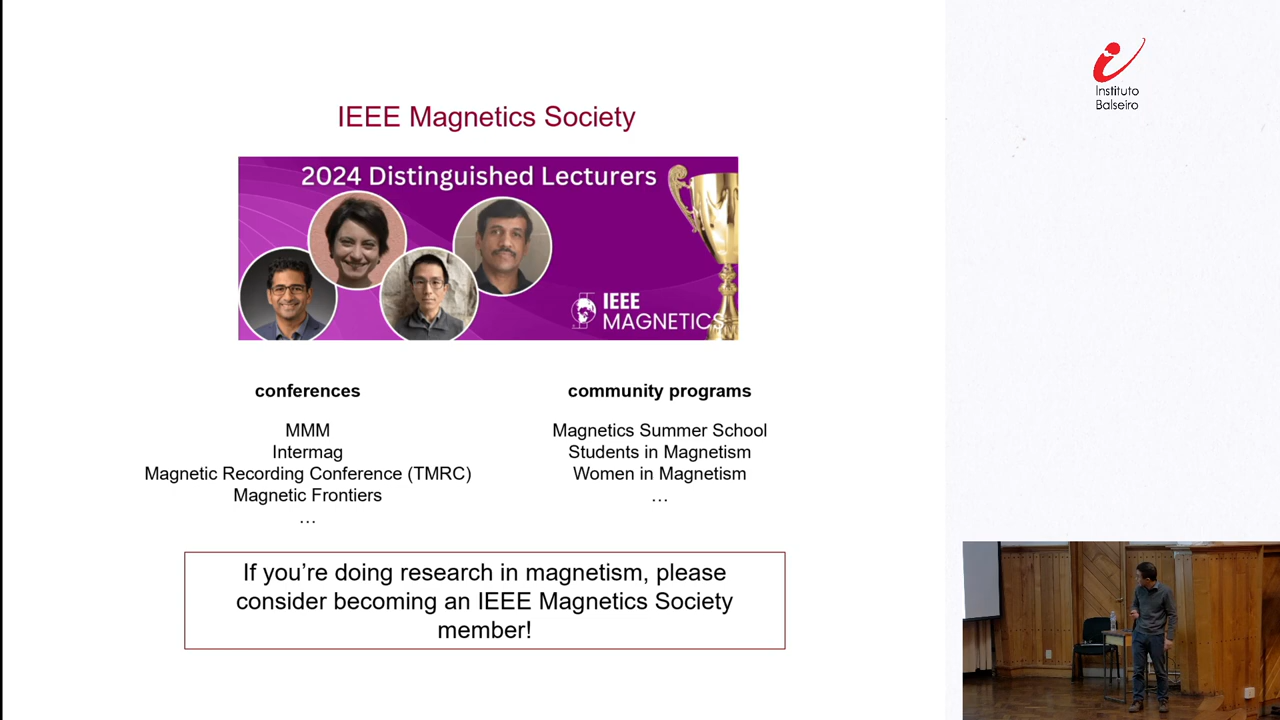 IEEE Magnetics Society
2024 Distinguished Lecturers
IEEE
MAGNETICS
conferences
MMM
Intermag
Magnetic Recording Conference (TMRC)
Magnetic Frontiers
…
community programs
Magnetics Summer School
Students in Magnetism
Women in Magnetism
…
If you're doing research in magnetism, please
consider becoming an IEEE Magnetics Society
member!
Instituto
Balseiro